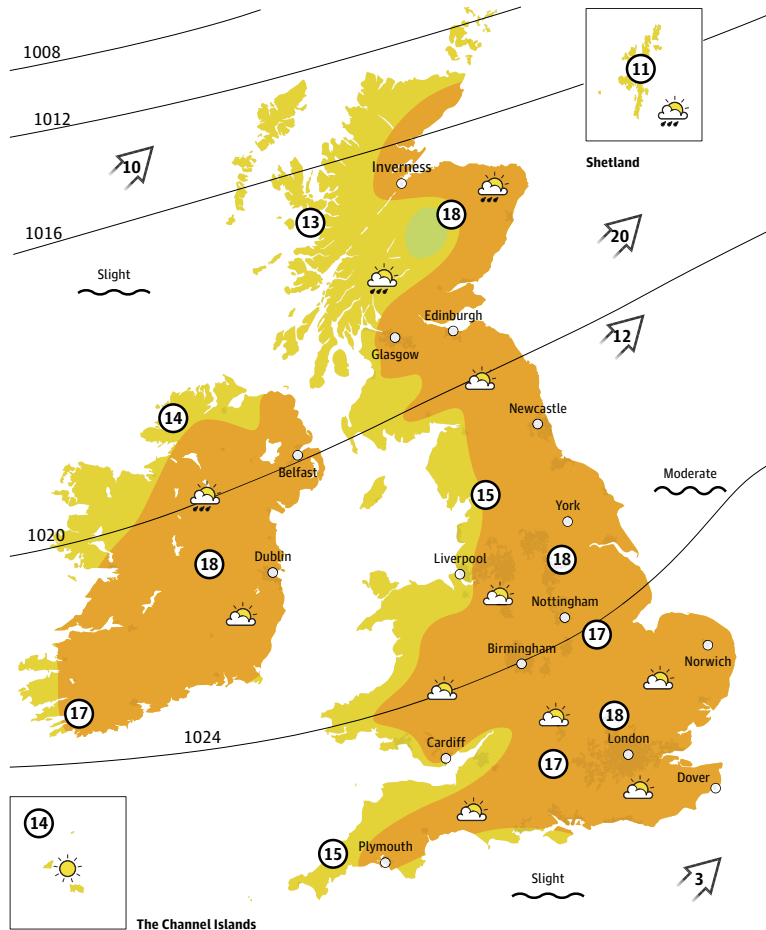 1008
11
1012
10
Shetland
Inverness
13
18
1016
20
Slight
Edinburgh
12
Glasgow
14
Newcastle
Belfast
Moderate
15
York
1020
18
Dublin
Liverpool
18
Nottingham
17
Birmingham
Norwich
17
18
1024
Cardiff
London
17
Dover
14
15
Plymouth
Slight
3
The Channel Islands